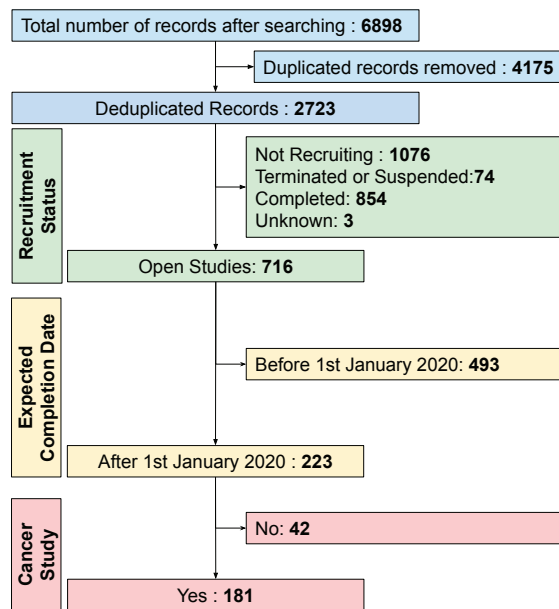 Total number of records after searching : 6898
Duplicated records removed : 4175
Deduplicated Records : 2723
Recruitment
Status
Not Recruiting : 1076
Terminated or Suspended:74
Completed: 854
Unknown: 3
Open Studies: 716
Expected
Completion Date
Before 1st January 2020: 493
After 1st January 2020 : 223
Cancer
Study
No: 42
Yes : 181